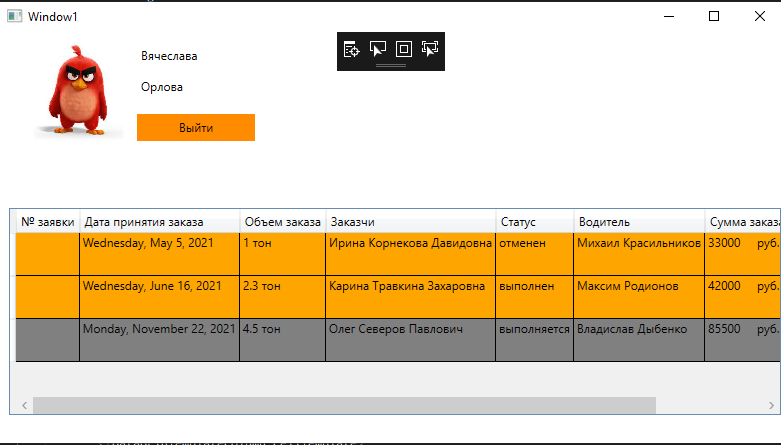 Window1
Вячеслава
Орлова
Выйти
№ заявки Дата принятия заказа Объем заказа Заказчи Статус Водитель Сумма заказа
Wednesday, May 5, 2021 1 тон Ирина Корнекова Давидовна отменен Михаил Красильников 33000 руб.
Wednesday, June 16, 2021 2.3 тон Карина Травкина Захаровна выполнен Максим Родионов 42000 руб.
Monday, November 22, 2021 4.5 тон Олег Северов Павлович выполняется Владислав Дыбенко 85500 руб.